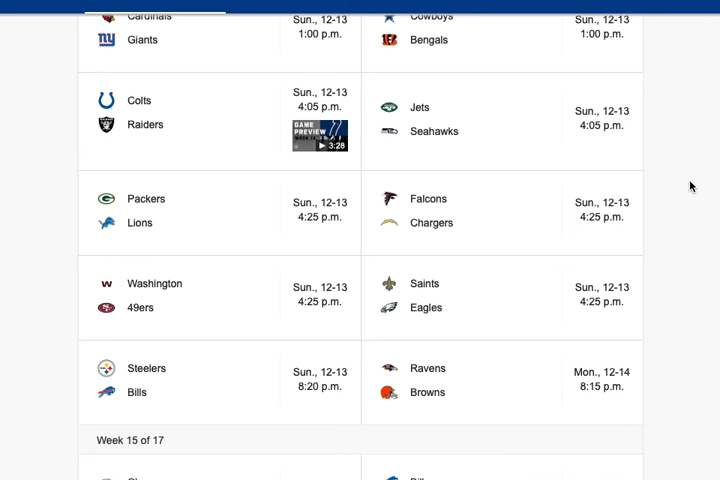 Cardinals
Giants
Sun., 12-13
1:00 p.m.
Cowboys
Bengals
Sun., 12-13
1:00 p.m.
Colts
Raiders
Sun., 12-13
4:05 p.m.
GAME
PREVIEW
3:28
Jets
Seahawks
Sun., 12-13
4:05 p.m.
Packers
Lions
Sun., 12-13
4:25 p.m.
Falcons
Chargers
Sun., 12-13
4:25 p.m.
W
Washington
49ers
Sun., 12-13
4:25 p.m.
Saints
Eagles
Sun., 12-13
4:25 p.m.
Steelers
Bills
Sun., 12-13
8:20 p.m.
Ravens
Browns
Mon., 12-14
8:15 p.m.
Week 15 of 17